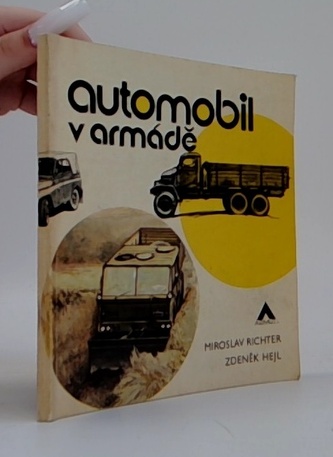 automobil
v armádě
MIROSLAV RICHTER
ZDENĚK HEJL